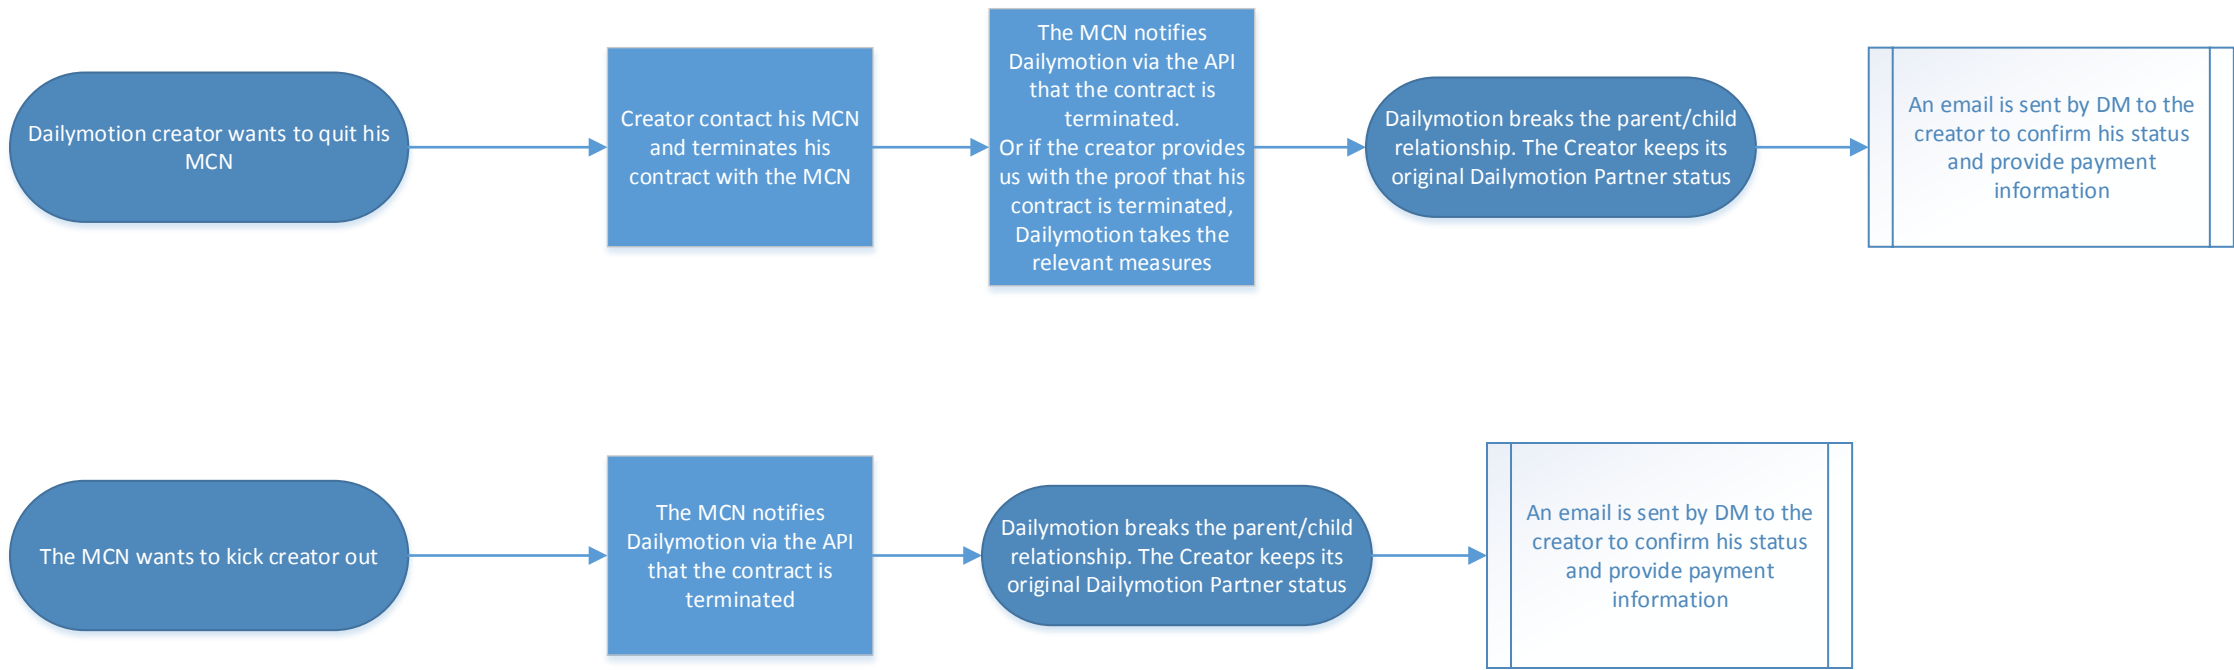 Dailymotion creator wants to quit his
MCN
Creator contact his MCN
and terminates his
contract with the MCN
The MCN notifies
Dailymotion via the API
that the contract is
terminated.
Or if the creator provides
us with the proof that his
contract is terminated,
Dailymotion takes the
relevant measures
Dailymotion breaks the parent/child
relationship. The Creator keeps its
original Dailymotion Partner status
An email is sent by DM to the
creator to confirm his status
and provide payment
information
The MCN wants to kick creator out
The MCN notifies
Dailymotion via the API
that the contract is
terminated
Dailymotion breaks the parent/child
relationship. The Creator keeps its
original Dailymotion Partner status
An email is sent by DM to the
creator to confirm his status
and provide payment
information